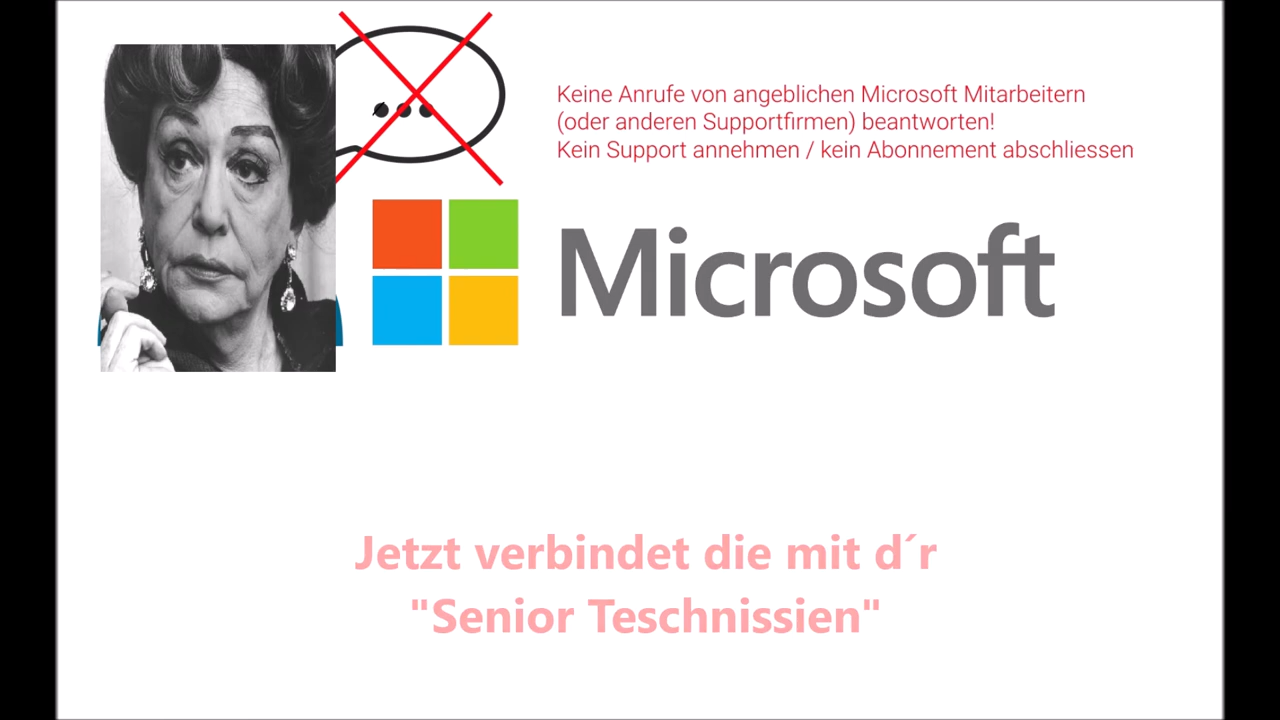 Keine Anrufe von angeblichen Microsoft Mitarbeitern
(oder anderen Supportfirmen) beantworten!
Kein Support annehmen / kein Abonnement abschliessen
Microsoft
Jetzt verbindet die mit d´r
"Senior Teschnissien"